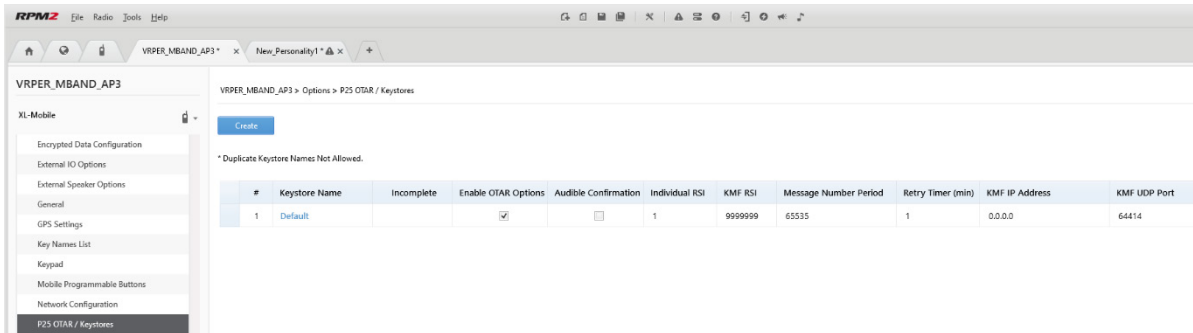 RPM2 File Radio Tools Help
VRPER_MBAND_AP3 * x New_Personality1 * x +
VRPER_MBAND_AP3
VRPER_MBAND_AP3 > Options > P25 OTAR / Keystores
XL-Mobile
Create
Encrypted Data Configuration
* Duplicate Keystore Names Not Allowed.
External IO Options
External Speaker Options
# Keystore Name Incomplete Enable OTAR Options Audible Confirmation Individual RSI KMF RSI Message Number Period Retry Timer (min) KMF IP Address KMF UDP Port
General
1 Default 1 9999999 65535 1 0.0.0.0 64414
GPS Settings
Key Names List
Keypad
Mobile Programmable Buttons
Network Configuration
P25 OTAR / Keystores